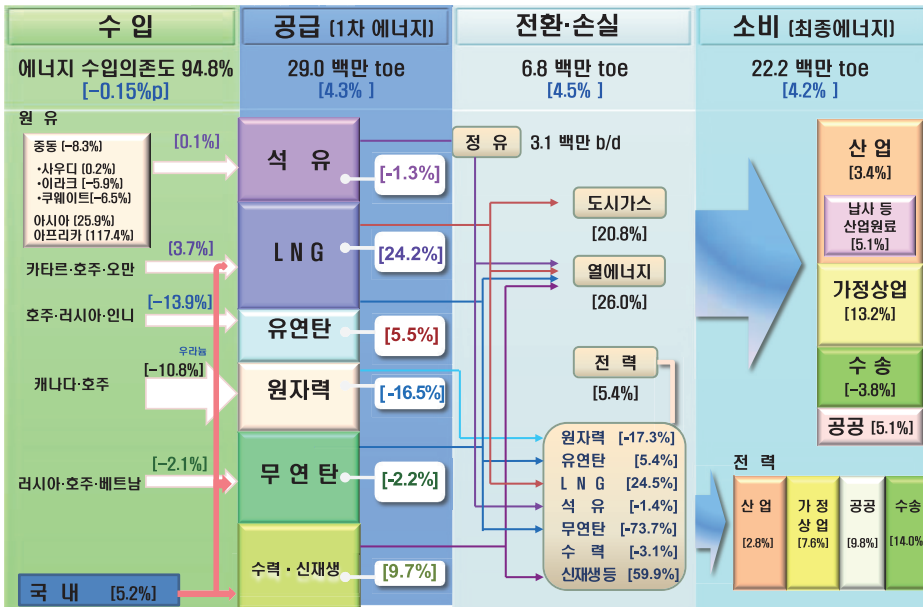 수 입
에너지 수입의존도 94.8%
[-0.15%p]
원 유
중동 [-8.3%]
•사우디 [0.2%]
•이라크 [-5.9%]
•쿠웨이트[-6.5%]
아시아 [25.9%]
아프리카 [117.4%]
[0.1%]
카타르·호주·오만
[3.7%]
호주·러시아·인니
[-13.9%]
우라늄
[-10.8%]
캐나다·호주
[-2.1%]
러시아·호주·베트남
국 내 [5.2%]
공급 (1차 에너지)
29.0 백만 toe
[4.3% ]
석 유
[-1.3%]
L N G
[24.2%]
유연탄
[5.5%]
원자력
[-16.5%]
무 연 탄
[-2.2%]
수력 · 신재생
[9.7%]
전환·손실
6.8 백만 toe
[4.5% ]
정 유 3.1 백만 b/d
도시가스
[20.8%]
열에너지
[26.0%]
전 력
[5.4%]
원자력 [-17.3%]
유연탄 [5.4%]
L N G [24.5%]
석 유 [-1.4%]
무연탄 [-73.7%]
수 력 [-3.1%]
신재생등 [59.9%]
소비 (최종에너지)
22.2 백만 toe
[4.2% ]
산 업
[3.4%]
납사 등
산업원료
[5.1%]
가정상업
[13.2%]
수 송
[-3.8%]
공공 [5.1%]
전 력
산 업
[2.8%]
가 정
상 업
[7.6%]
공공
[9.8%]
수송
[14.0%]